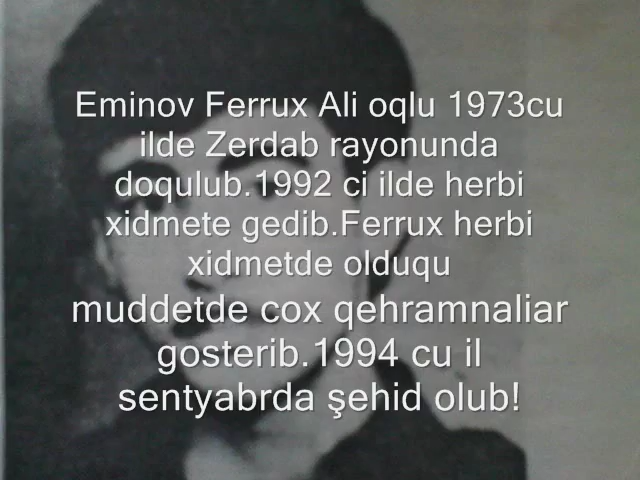 Eminov Ferrux Ali oqlu 1973cu
ilde Zerdab rayonunda
doqulub.1992 ci ilde herbi
xidmete gedib.Ferrux herbi
xidmetde olduqu
muddetde cox qehramnaliar
gosterib.1994 cu il
sentyabrda şehid olub!